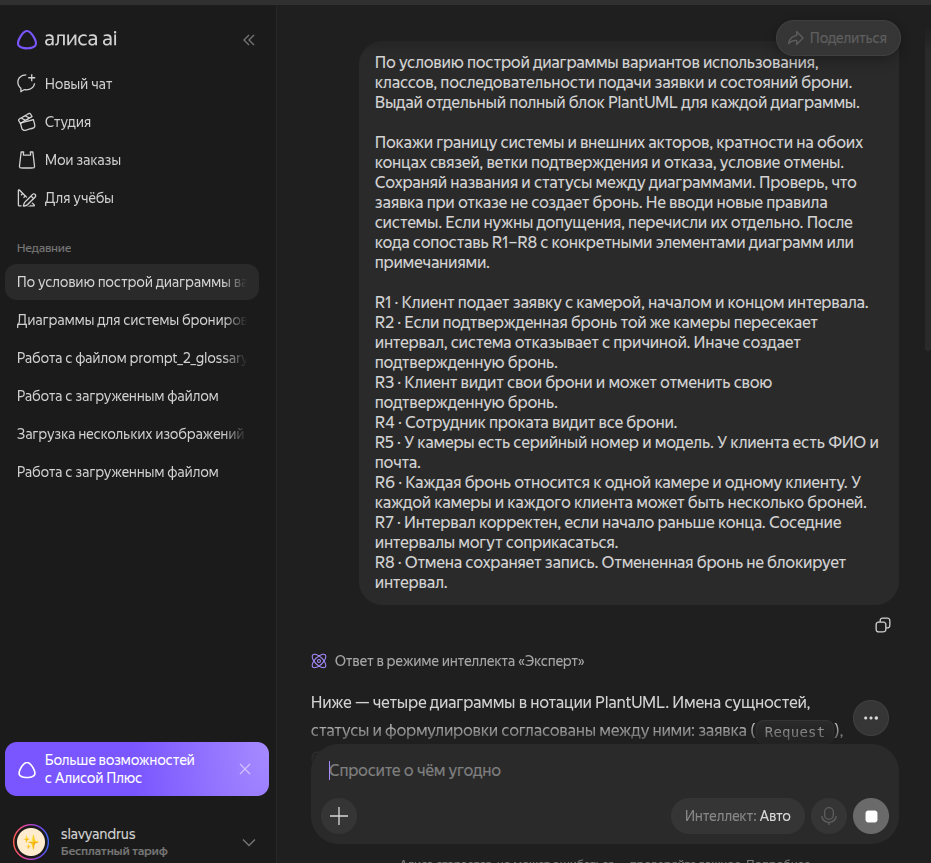 алиса ai
Новый чат
Студия
Мои заказы
Для учёбы
Недавние
По условию построй диаграммы ва
Диаграммы для системы брониров
Работа с файлом prompt_2_glossary
Работа с загруженным файлом
Загрузка нескольких изображений
Работа с загруженным файлом
Больше возможностей
с Алисой Плюс
slavyandrus
Бесплатный тариф
Поделиться
По условию построй диаграммы вариантов использования,
классов, последовательности подачи заявки и состояний брони.
Выдай отдельный полный блок PlantUML для каждой диаграммы.
Покажи границу системы и внешних акторов, кратности на обоих
концах связей, ветки подтверждения и отказа, условие отмены.
Сохраняй названия и статусы между диаграммами. Проверь, что
заявка при отказе не создает бронь. Не вводи новые правила
системы. Если нужны допущения, перечисли их отдельно. После
кода сопоставь R1–R8 с конкретными элементами диаграмм или
примечаниями.
R1 · Клиент подает заявку с камерой, началом и концом интервала.
R2 · Если подтвержденная бронь той же камеры пересекает
интервал, система отказывает с причиной. Иначе создает
подтвержденную бронь.
R3 · Клиент видит свои брони и может отменить свою
подтвержденную бронь.
R4 · Сотрудник проката видит все брони.
R5 · У камеры есть серийный номер и модель. У клиента есть ФИО и
почта.
R6 · Каждая бронь относится к одной камере и одному клиенту. У
каждой камеры и каждого клиента может быть несколько броней.
R7 · Интервал корректен, если начало раньше конца. Соседние
интервалы могут соприкасаться.
R8 · Отмена сохраняет запись. Отмененная бронь не блокирует
интервал.
Ответ в режиме интеллекта «Эксперт»
Ниже — четыре диаграммы в нотации PlantUML. Имена сущностей,
статусы и формулировки согласованы между ними: заявка ( Request ),
Спросите о чём угодно
Интеллект: Авто